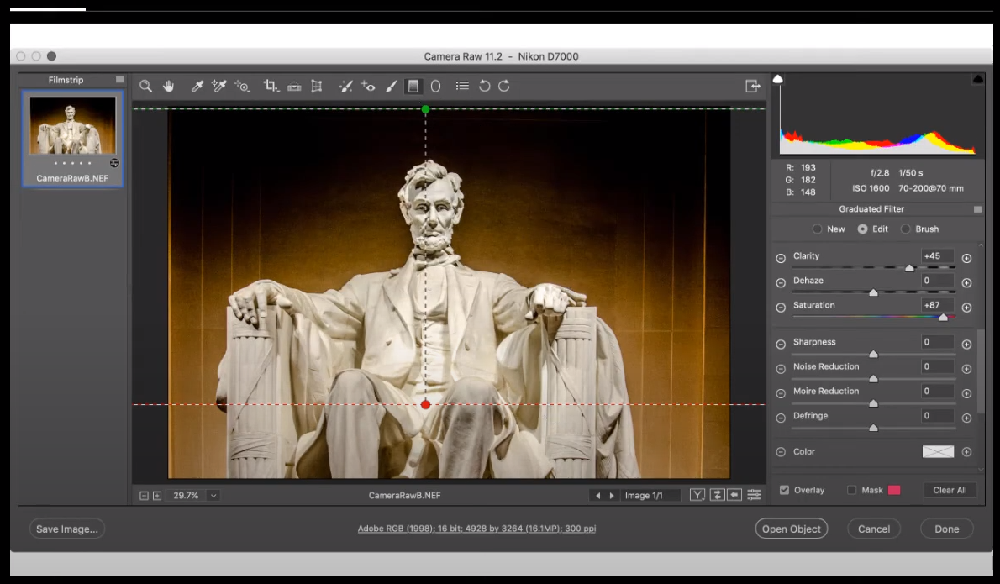 Camera Raw 11.2 - Nikon D7000
Filmstrip
CameraRawB.NEF
R: 193
G: 182
B: 148
f/2.8 1/50 s
ISO 1600 70-200@70 mm
Graduated Filter
New Edit Brush
Clarity +45
Dehaze 0
Saturation +87
Sharpness 0
Noise Reduction 0
Moire Reduction 0
Defringe 0
Color
Overlay Mask Clear All
29.7% CameraRawB.NEF Image 1/1 Y
Save Image... Adobe RGB (1998); 16 bit; 4928 by 3264 (16.1MP); 300 ppi Open Object Cancel Done